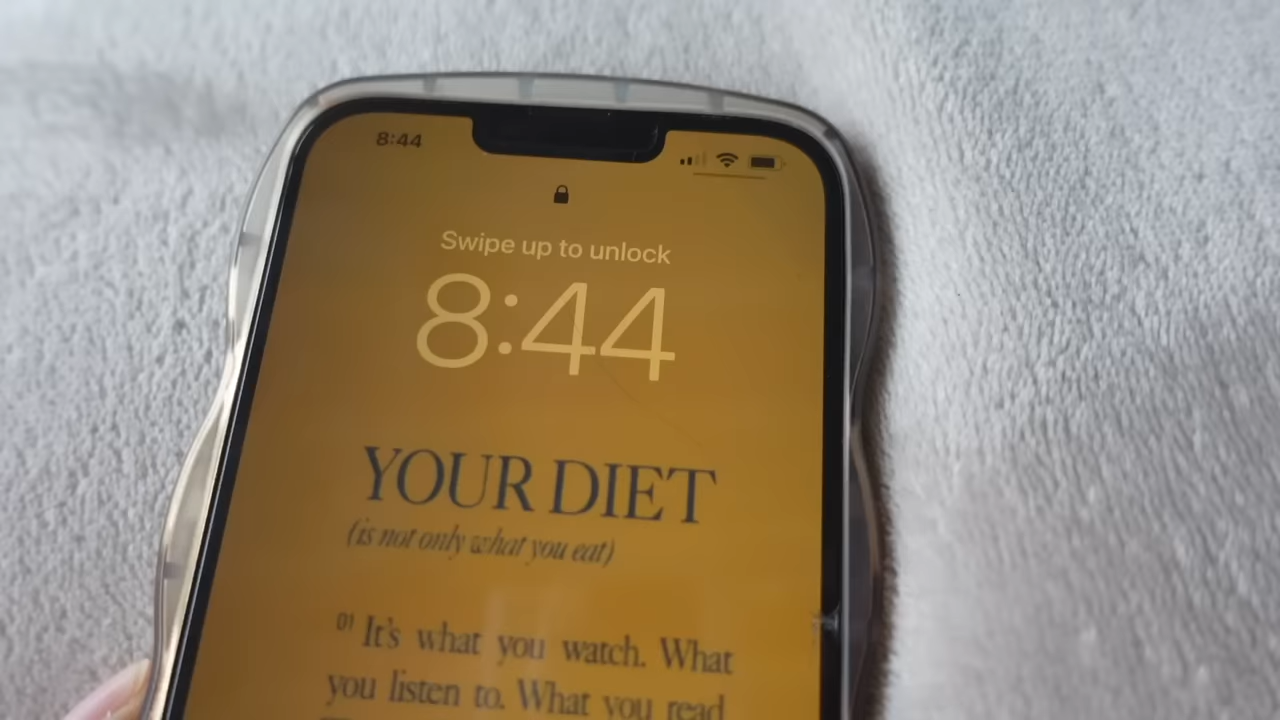 8:44
Swipe up to unlock
8:44
YOUR DIET
(is not only what you eat)
01 It's what you watch. What
you listen to. What you read